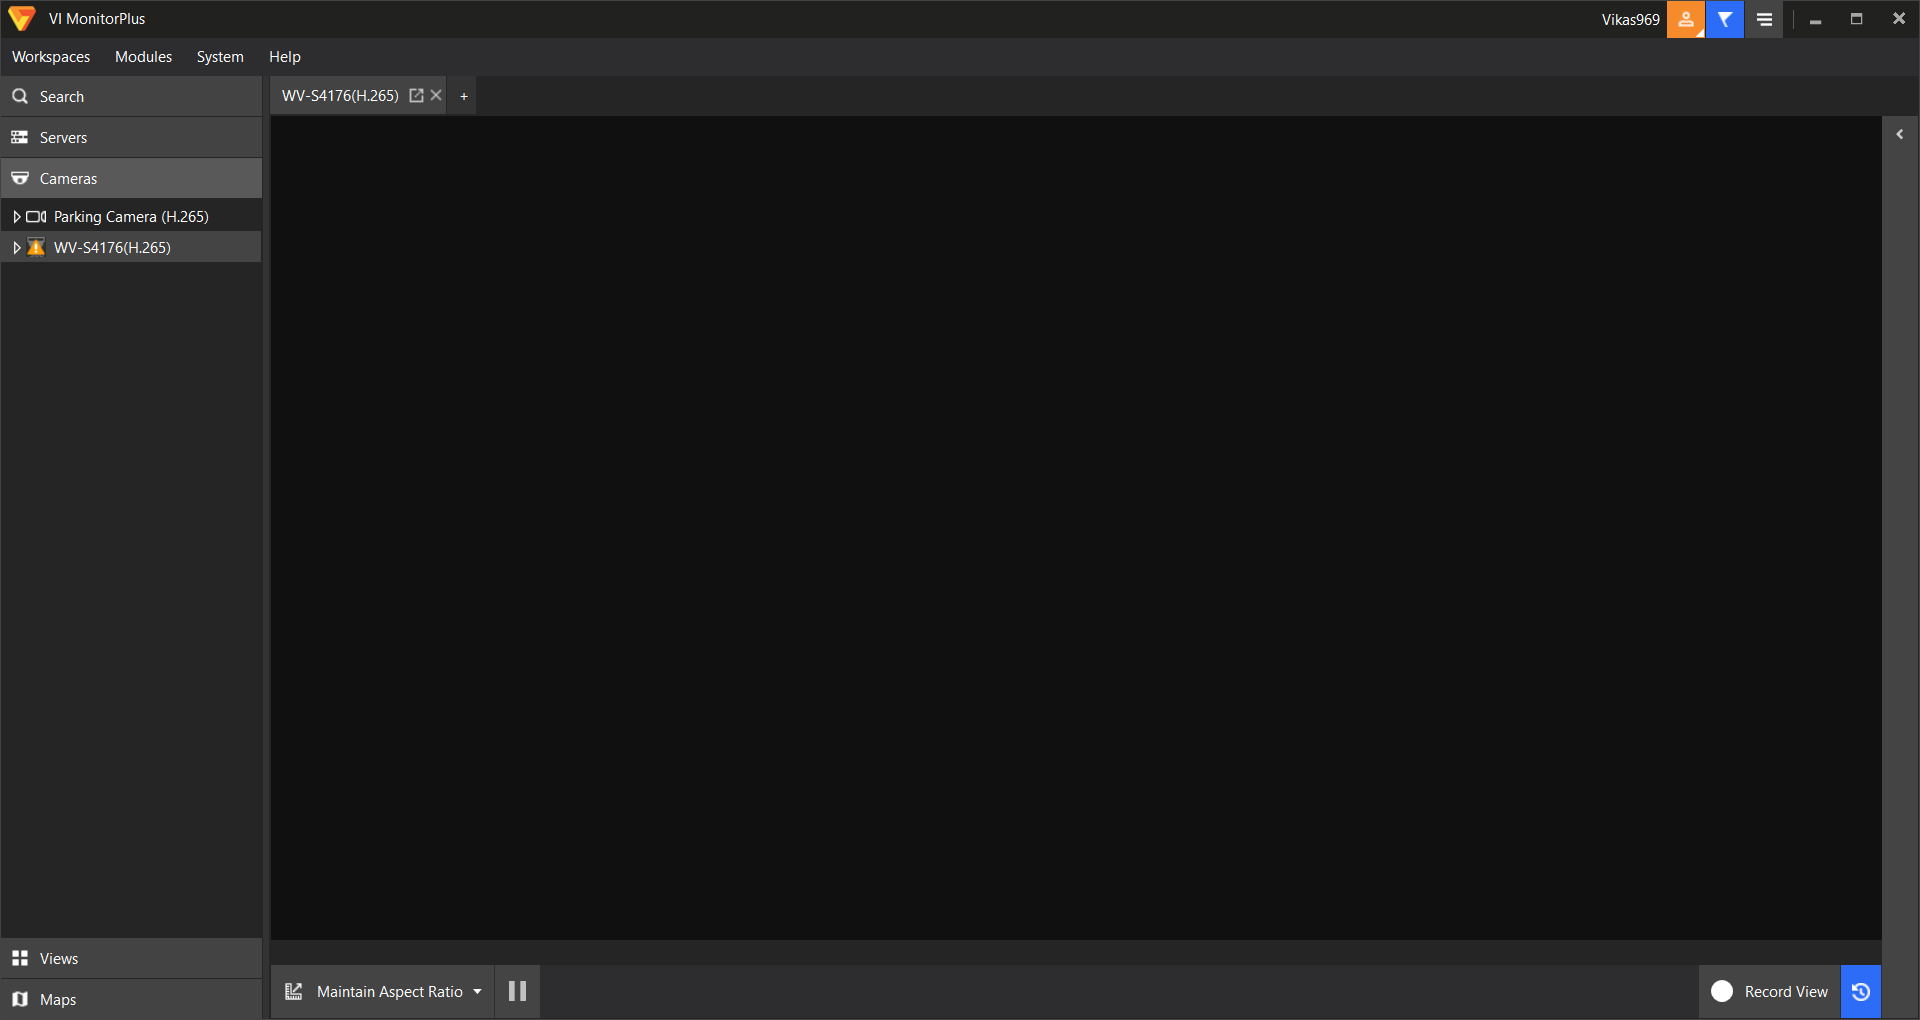 VI MonitorPlus
Vikas969
Workspaces Modules System Help
Search
WV-S4176(H.265) +
Servers
Cameras
Parking Camera (H.265)
WV-S4176(H.265)
Views
Maps
Maintain Aspect Ratio
Record View